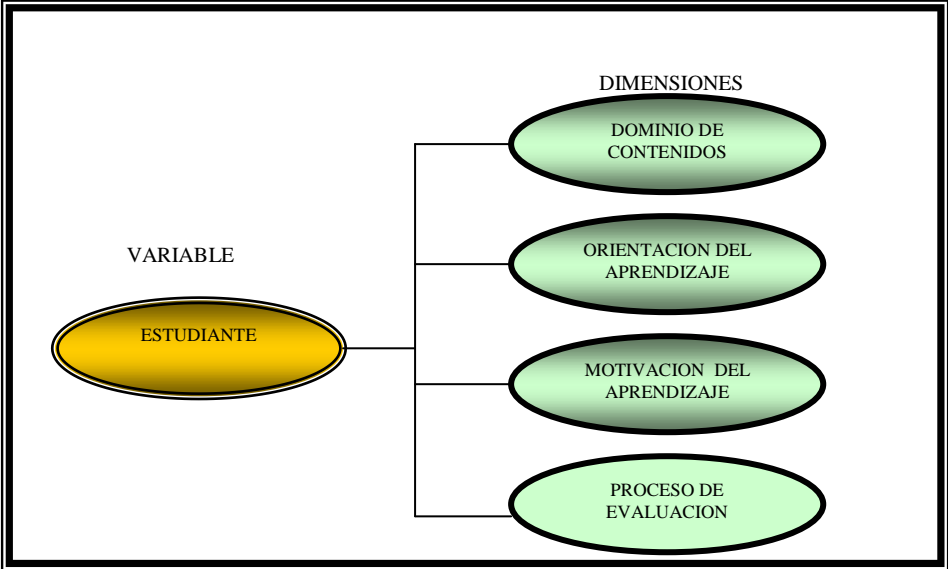 DIMENSIONES
DOMINIO DE
CONTENIDOS
ORIENTACION DEL
APRENDIZAJE
VARIABLE
ESTUDIANTE
MOTIVACION DEL
APRENDIZAJE
PROCESO DE
EVALUACION